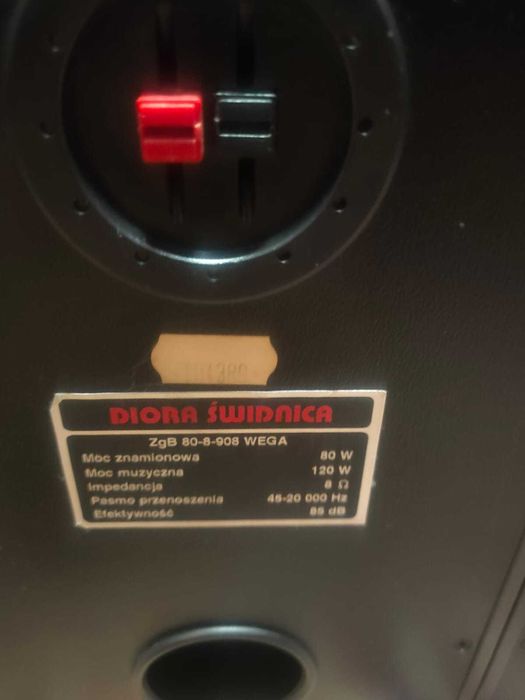 DIORA ŚWIDNICA
ZgB 80-8-908 WEGA
Moc znamionowa 80 W
Moc muzyczna 120 W
Impedancja 8 Ω
Pasmo przenoszenia 45-20 000 Hz
Efektywność 85 dB